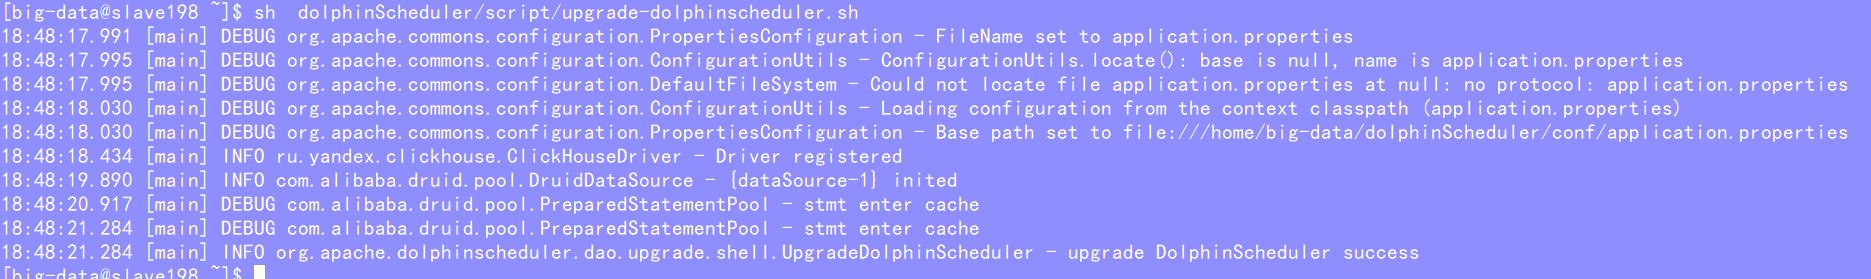 [big-data@slave198 ~]$ sh  dolphinScheduler/script/upgrade-dolphinscheduler.sh
18:48:17.991 [main] DEBUG org.apache.commons.configuration.PropertiesConfiguration - FileName set to application.properties
18:48:17.995 [main] DEBUG org.apache.commons.configuration.ConfigurationUtils - ConfigurationUtils.locate(): base is null, name is application.properties
18:48:17.995 [main] DEBUG org.apache.commons.configuration.DefaultFileSystem - Could not locate file application.properties at null: no protocol: application.properties
18:48:18.030 [main] DEBUG org.apache.commons.configuration.ConfigurationUtils - Loading configuration from the context classpath (application.properties)
18:48:18.030 [main] DEBUG org.apache.commons.configuration.PropertiesConfiguration - Base path set to file:///home/big-data/dolphinScheduler/conf/application.properties
18:48:18.434 [main] INFO ru.yandex.clickhouse.ClickHouseDriver - Driver registered
18:48:19.890 [main] INFO com.alibaba.druid.pool.DruidDataSource - {dataSource-1} inited
18:48:20.917 [main] DEBUG com.alibaba.druid.pool.PreparedStatementPool - stmt enter cache
18:48:21.284 [main] DEBUG com.alibaba.druid.pool.PreparedStatementPool - stmt enter cache
18:48:21.284 [main] INFO org.apache.dolphinscheduler.dao.upgrade.shell.UpgradeDolphinScheduler - upgrade DolphinScheduler success
[big-data@slave198 ~]$